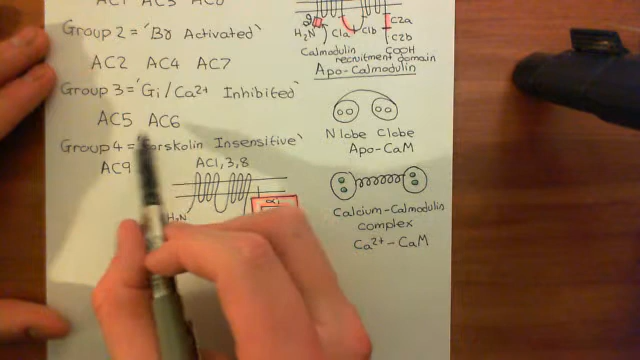 AC1 AC3 AC8
Group 2 = 'βγ Activated'
AC2 AC4 AC7
Group 3 = 'Gi / Ca2+ Inhibited'
AC5 AC6
Group 4 = 'Forskolin Insensitive'
AC9
AC1,3,8
H2N
α1
H2N
C1a
C1b
C2a
C2b
COOH
Calmodulin
recruitment domain
Apo-Calmodulin
N lobe C lobe
Apo-CaM
Calcium-Calmodulin
complex
Ca2+-CaM